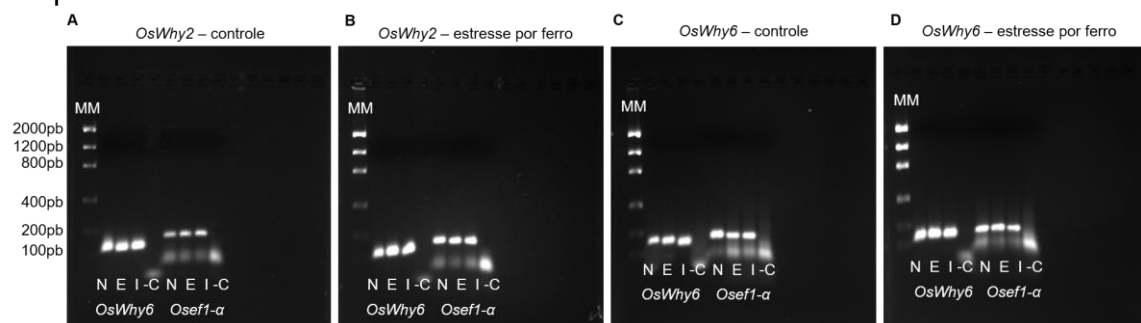 A
OsWhy2 – controle
B
OsWhy2 – estresse por ferro
C
OsWhy6 – controle
D
OsWhy6 – estresse por ferro
MM
2000pb
1200pb
800pb
400pb
200pb
100pb
N E I -C N E I -C
OsWhy6 Osef1-α
MM
N E I -C N E I -C
OsWhy6 Osef1-α
MM
N E I -C N E I -C
OsWhy6 Osef1-α
MM
N E I -C N E I -C
OsWhy6 Osef1-α